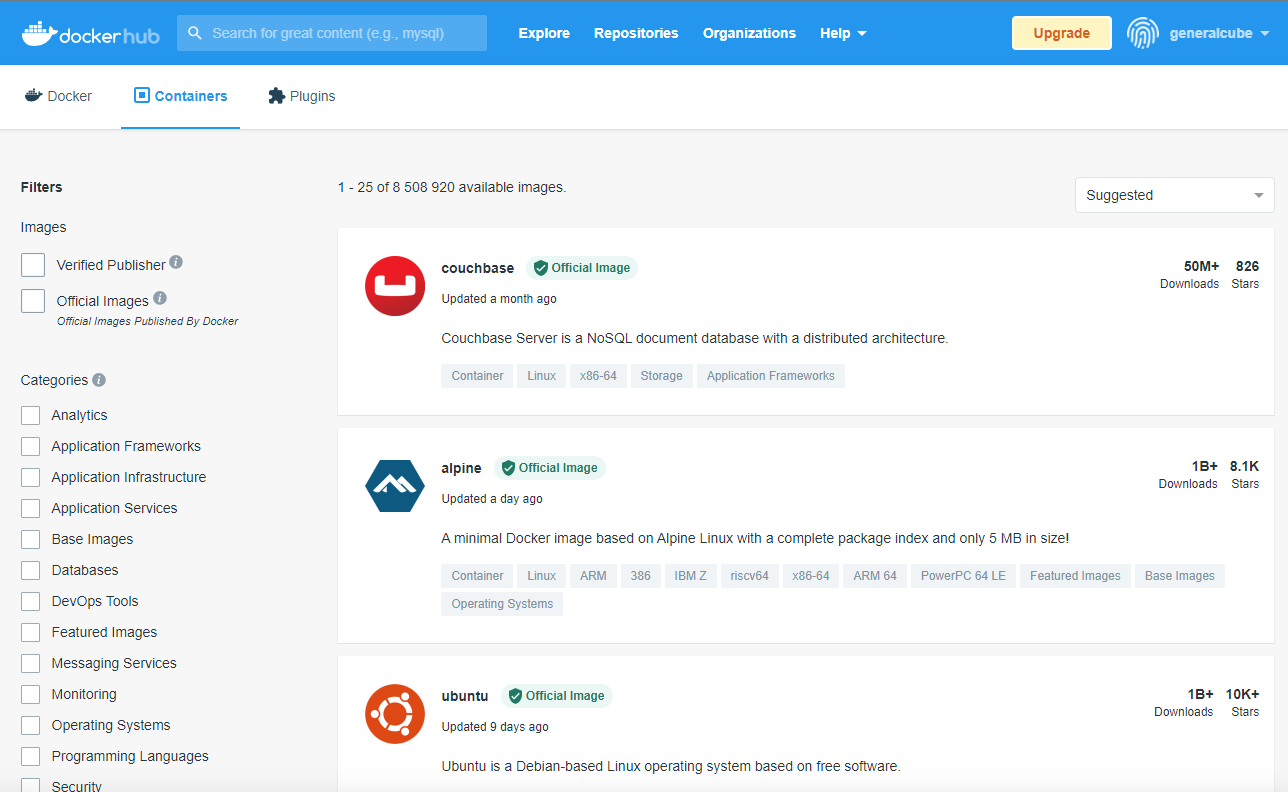 dockerhub Search for great content (e.g., mysql) Explore Repositories Organizations Help Upgrade generalcube
Docker Containers Plugins
Filters
Images
Verified Publisher
Official Images
Official Images Published By Docker
Categories
Analytics
Application Frameworks
Application Infrastructure
Application Services
Base Images
Databases
DevOps Tools
Featured Images
Messaging Services
Monitoring
Operating Systems
Programming Languages
Security
1 - 25 of 8 508 920 available images.
Suggested
couchbase Official Image
Updated a month ago
50M+ 826
Downloads Stars
Couchbase Server is a NoSQL document database with a distributed architecture.
Container Linux x86-64 Storage Application Frameworks
alpine Official Image
Updated a day ago
1B+ 8.1K
Downloads Stars
A minimal Docker image based on Alpine Linux with a complete package index and only 5 MB in size!
Container Linux ARM 386 IBM Z riscv64 x86-64 ARM 64 PowerPC 64 LE Featured Images Base Images
Operating Systems
ubuntu Official Image
Updated 9 days ago
1B+ 10K+
Downloads Stars
Ubuntu is a Debian-based Linux operating system based on free software.